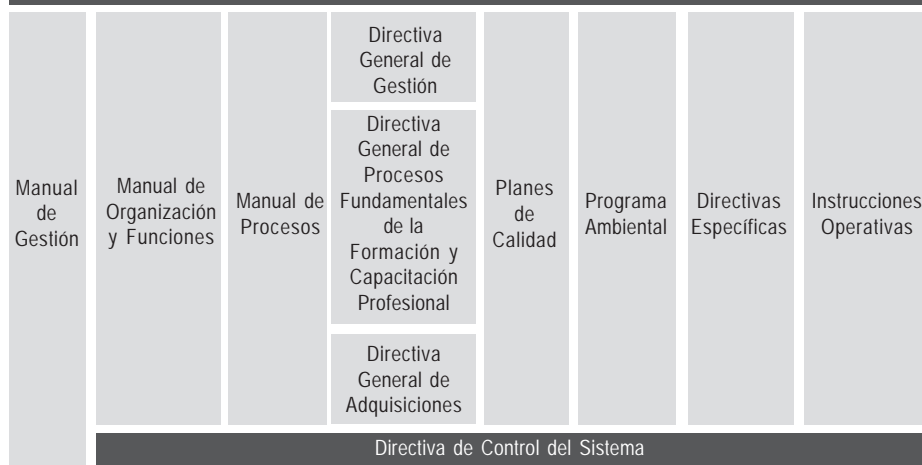 Manual
de
Gestión
Manual de
Organización
y Funciones
Manual de
Procesos
Directiva
General de
Gestión
Directiva
General de
Procesos
Fundamentales
de la
Formación y
Capacitación
Profesional
Directiva
General de
Adquisiciones
Planes
de
Calidad
Programa
Ambiental
Directivas
Específicas
Instrucciones
Operativas
Directiva de Control del Sistema